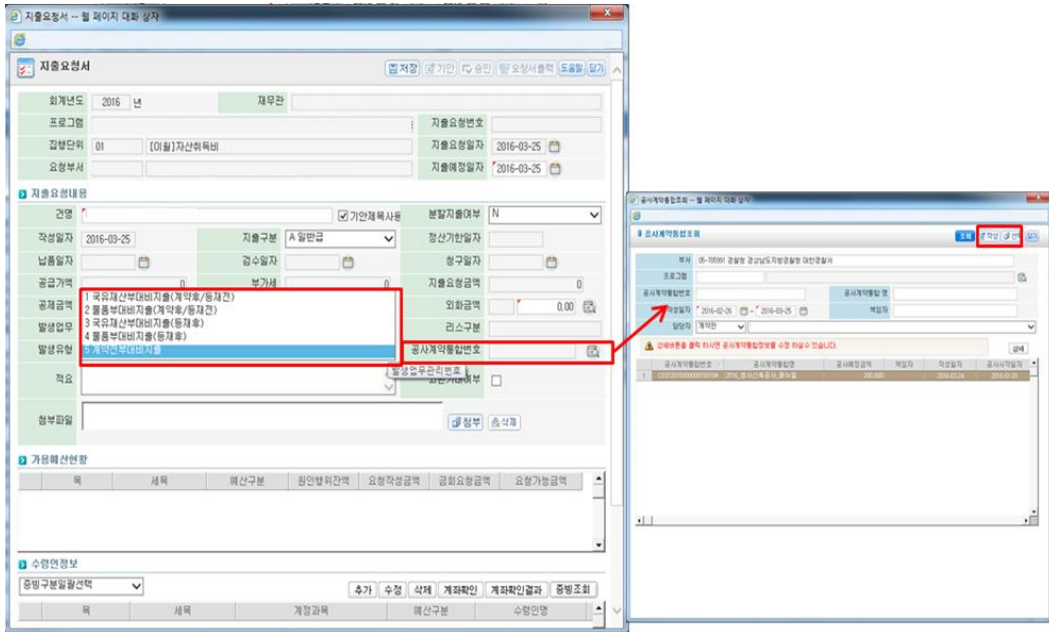 지출요청서 -- 웹 페이지 대화 상자
지출요청서
저장 기안 승인 요청서출력 도움말 닫기
회계년도 2016 년 재무관
프로그램 지출요청번호
집행단위 01 [이월]자산취득비 지출요청일자 2016-03-25
요청부서 지출예정일자 2016-03-25
지출요청내용
건명 기안제목사용 분할지출여부 N
작성일자 2016-03-25 지출구분 A 일반급 정산기한일자
납품일자 검수일자 청구일자
공급가액 0 부가세 0 지출요청금액 0
공제금액 외화금액 0.00
발생업무 리스구분
발생유형 공사계약통합번호
1 국유재산부대비지출(계약후/등재전)
2 물품부대비지출(계약후/등재전)
3 국유재산부대비지출(등재후)
4 물품부대비지출(등재후)
5 계약전부대비지출
발생업무관리번호
적요
첨부파일 첨부 삭제
가용예산현황
목 세목 예산구분 원인행위잔액 요청작성금액 금회요청금액 요청가능금액
수령인정보
증빙구분일괄선택 추가 수정 삭제 계좌확인 계좌확인결과 증빙조회
목 세목 계정과목 예산구분 수령인명
공사계약통합조회 -- 웹 페이지 대화 상자
공사계약통합조회
조회 작성 선택 닫기
부서
프로그램
공사계약통합번호 공사계약통합 명
작성일자 2016-02-26 ~ 2016-03-25 책임자
담당자 계약관
상세버튼을 클릭 하시면 공사계약통합정보를 수정 하실수 있습니다.
상세
공사계약통합번호 공사계약통합명 공사예정금액 책임자 작성일자 공사시작일자
1 200,000 2016-03-24 2016-03-01